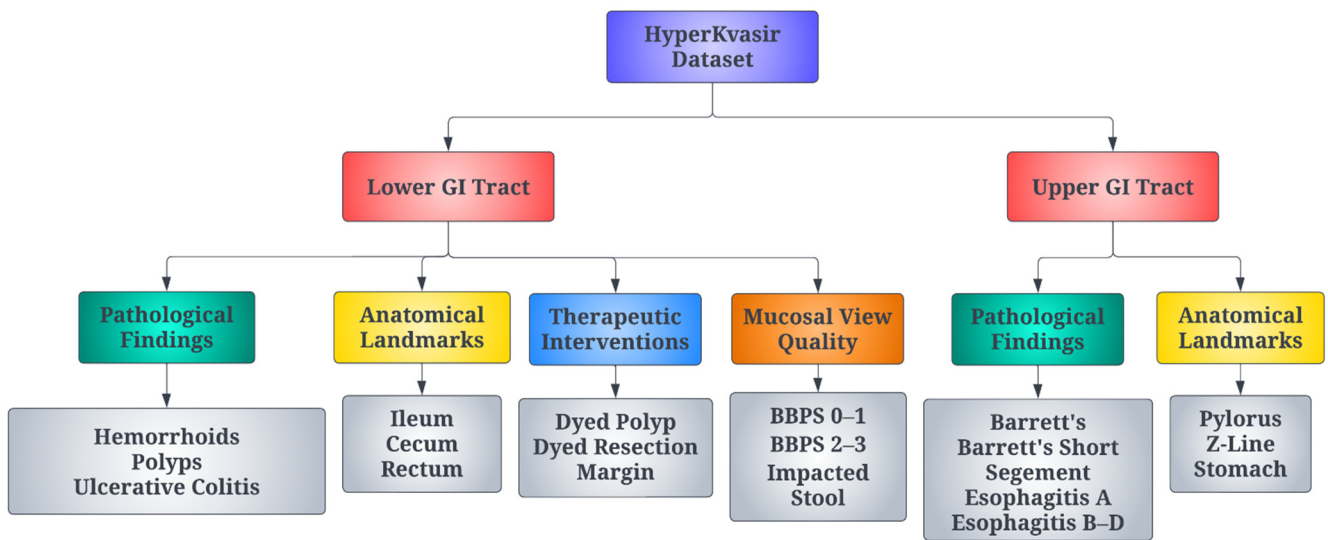 HyperKvasir
Dataset
Lower GI Tract
Upper GI Tract
Pathological
Findings
Anatomical
Landmarks
Therapeutic
Interventions
Mucosal View
Quality
Pathological
Findings
Anatomical
Landmarks
Hemorrhoids
Polyps
Ulcerative Colitis
Ileum
Cecum
Rectum
Dyed Polyp
Dyed Resection
Margin
BBPS 0–1
BBPS 2–3
Impacted
Stool
Barrett's
Barrett's Short
Segement
Esophagitis A
Esophagitis B–D
Pylorus
Z-Line
Stomach